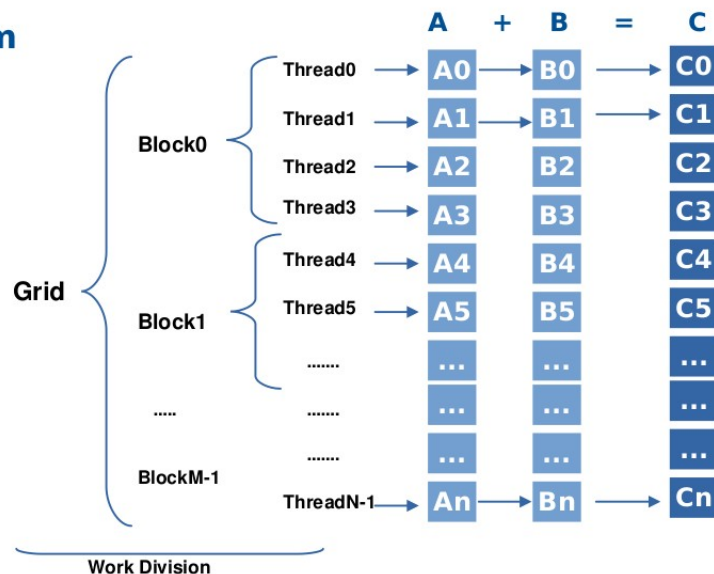 m
A + B = C
Thread0 A0 B0 C0
Thread1 A1 B1 C1
Block0
Thread2 A2 B2 C2
Thread3 A3 B3 C3
Thread4 A4 B4 C4
Grid
Thread5 A5 B5 C5
Block1
....... ... ... ...
..... ....... ... ... ...
....... ... ... ...
BlockM-1
ThreadN-1 An Bn Cn
Work Division